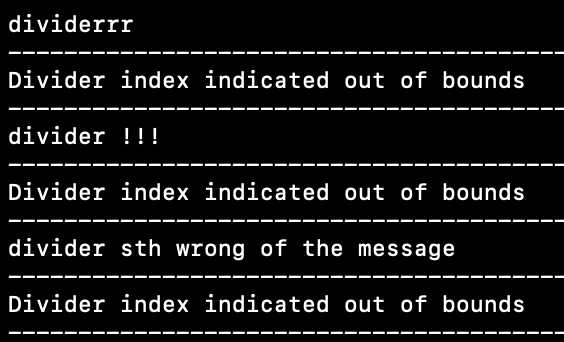 dividerrr
----------------------------------------
Divider index indicated out of bounds
----------------------------------------
divider !!!
----------------------------------------
Divider index indicated out of bounds
----------------------------------------
divider sth wrong of the message
----------------------------------------
Divider index indicated out of bounds
----------------------------------------